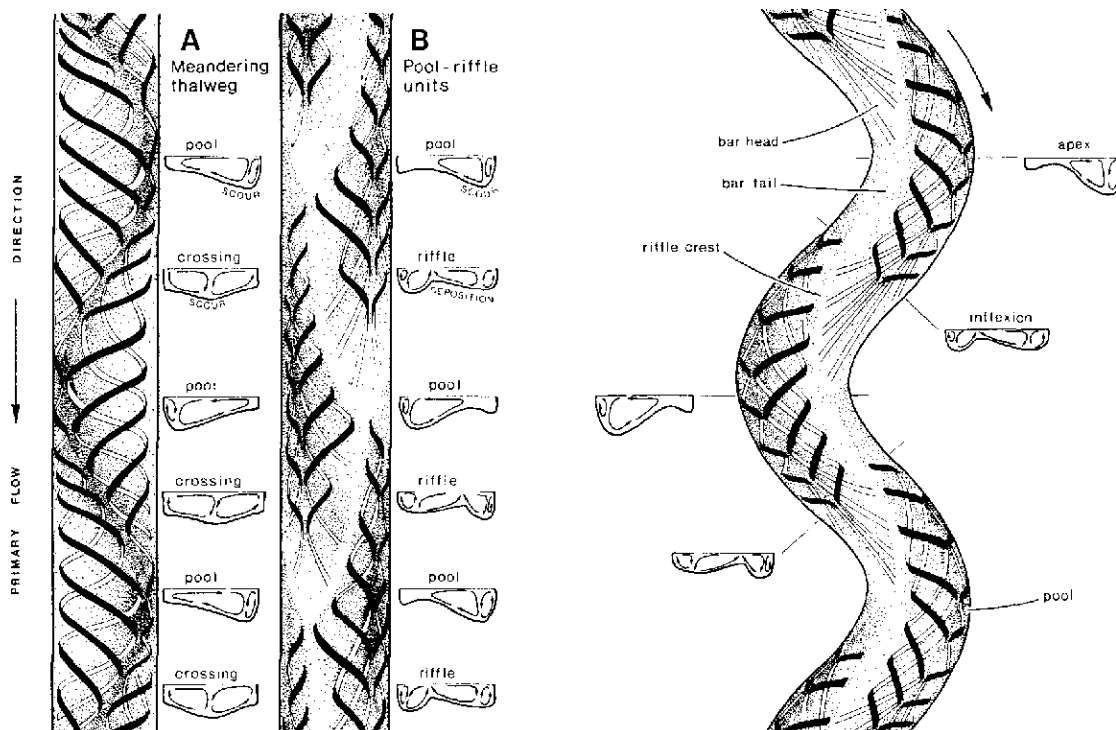 A
Meandering
thalweg
pool
SCOUR
crossing
SCOUR
pool
crossing
pool
crossing
B
Pool-riffle
units
pool
SCOUR
riffle
DEPOSITION
pool
riffle
pool
riffle
PRIMARY FLOW DIRECTION
bar head
bar tail
riffle crest
apex
inflexion
pool